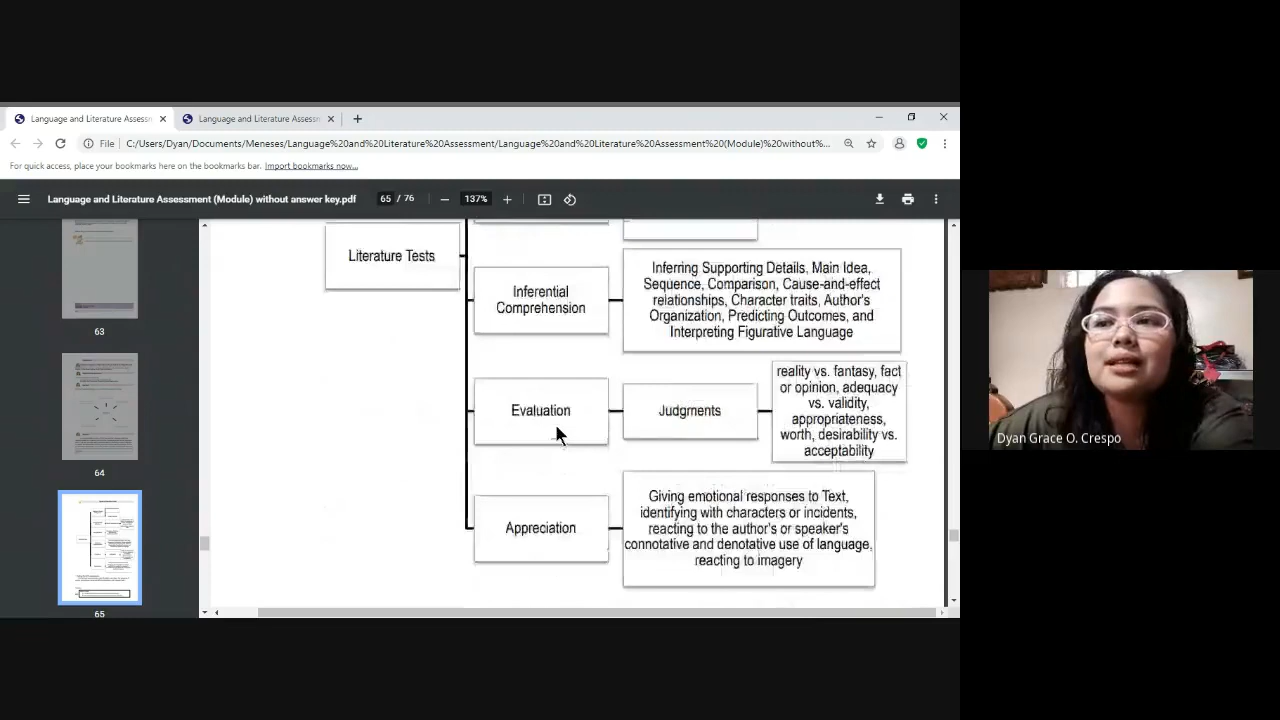 Language and Literature Assessm
Language and Literature Assessm
File
C:/Users/Dyan/Documents/Meneses/Language%20and%20Literature%20Assessment/Language%20and%20Literature%20Assessment%20(Module)%20without%...
For quick access, place your bookmarks here on the bookmarks bar. Import bookmarks now...
Language and Literature Assessment (Module) without answer key.pdf
65 / 76
137%
63
64
65
Literature Tests
Inferential
Comprehension
Inferring Supporting Details, Main Idea,
Sequence, Comparison, Cause-and-effect
relationships, Character traits, Author's
Organization, Predicting Outcomes, and
Interpreting Figurative Language
Evaluation
Judgments
reality vs. fantasy, fact
or opinion, adequacy
vs. validity,
appropriateness,
worth, desirability vs.
acceptability
Appreciation
Giving emotional responses to Text,
identifying with characters or incidents,
reacting to the author's or speaker's
connotative and denotative use of language,
reacting to imagery
Dyan Grace O. Crespo